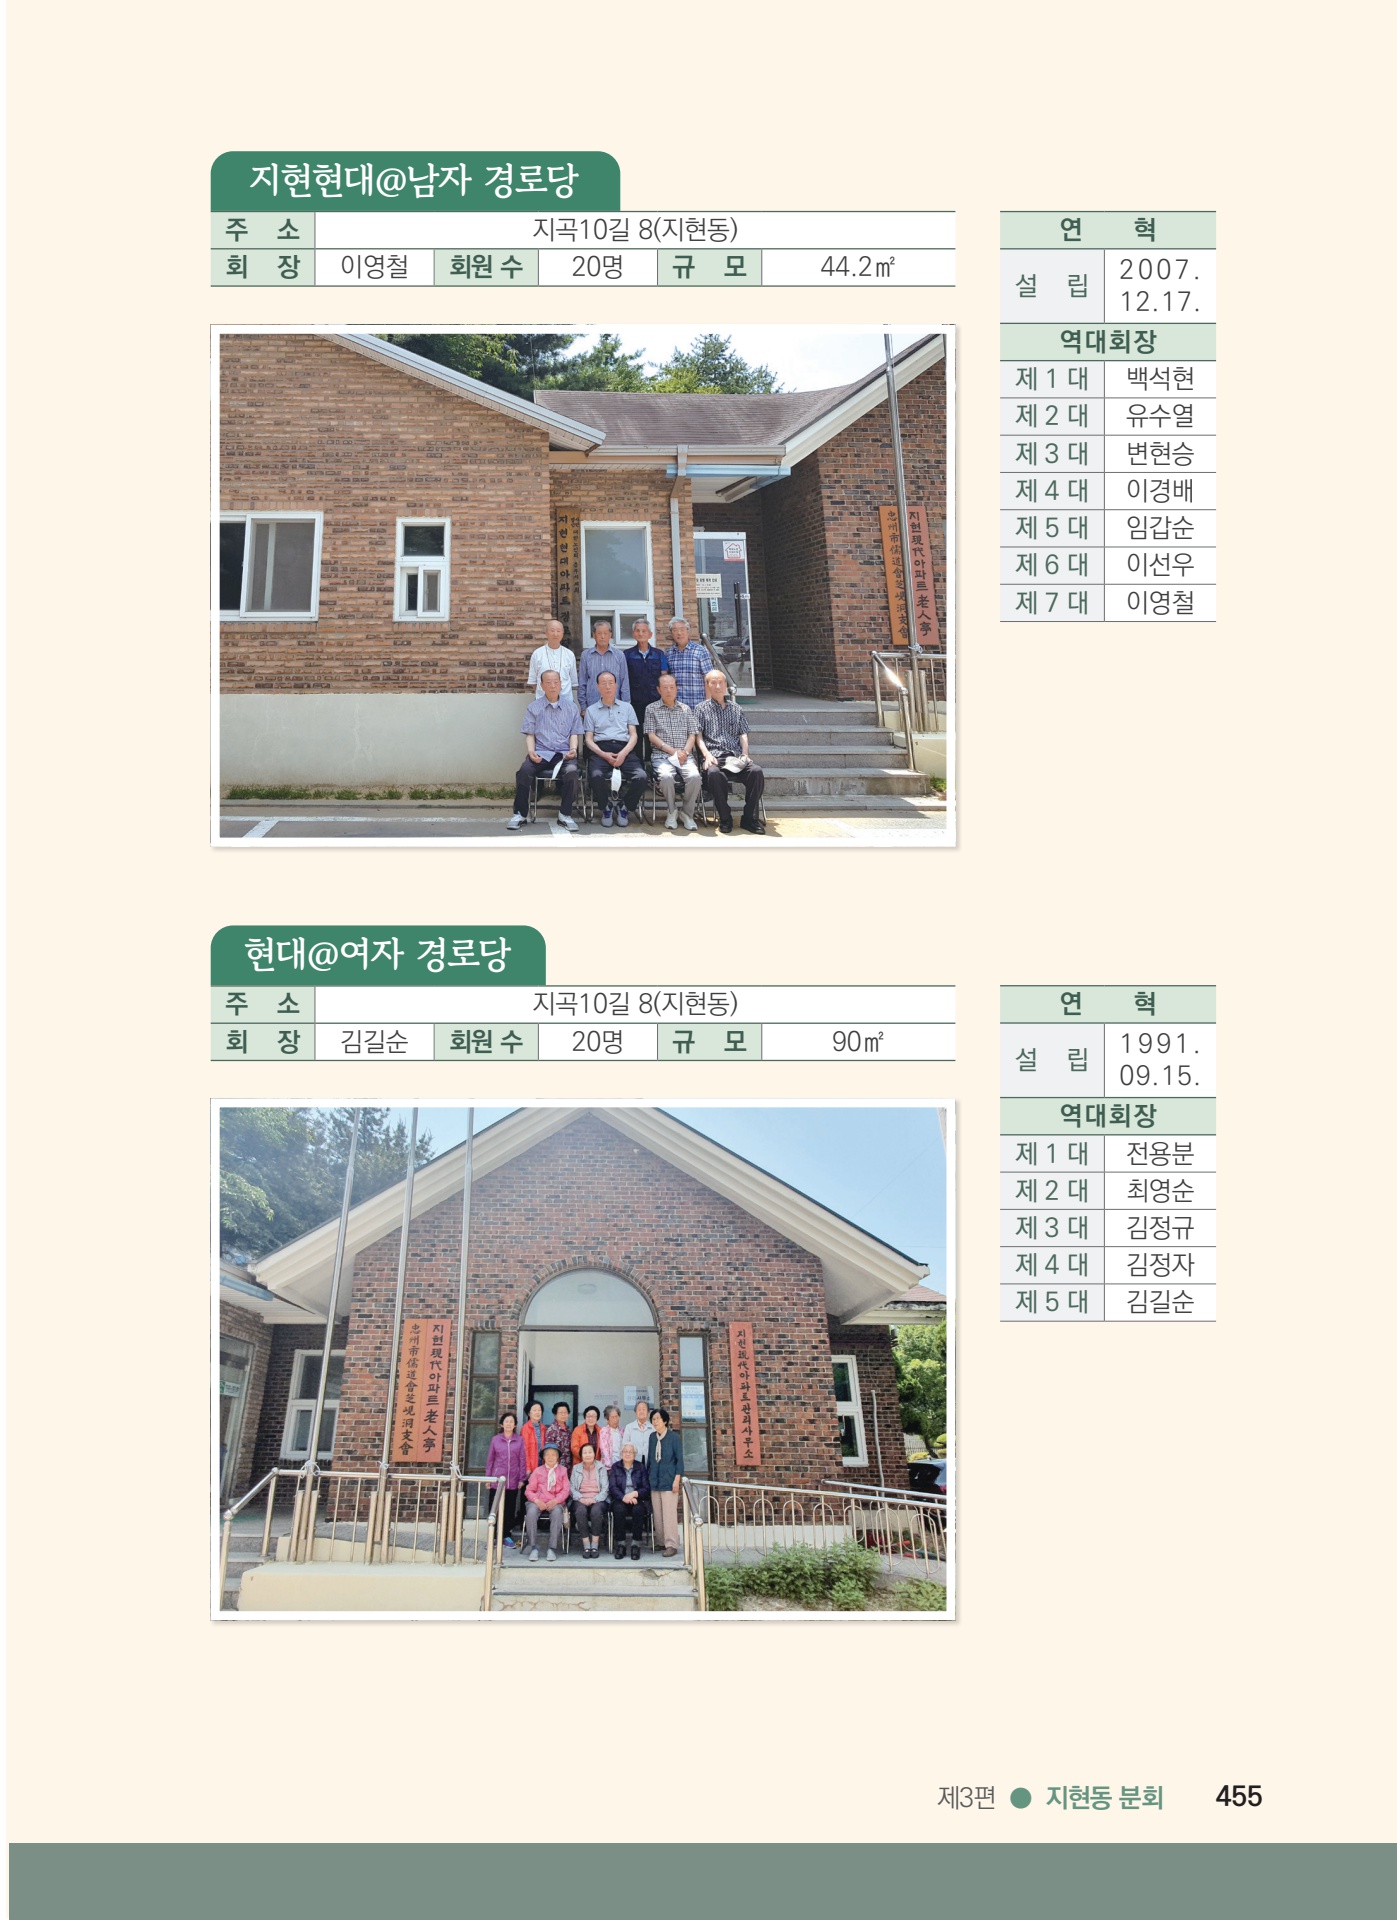 지현현대@남자 경로당
주 소 지곡10길 8(지현동)
회 장 이영철 회원 수 20명 규 모 44.2㎡
연 혁
설 립 2007.
12.17.
역대회장
제 1 대 백석현
제 2 대 유수열
제 3 대 변현승
제 4 대 이경배
제 5 대 임갑순
제 6 대 이선우
제 7 대 이영철
지현현대아파트
지현現代아파트老人亭
忠州市儒道會芝峴洞支會
현대@여자 경로당
주 소 지곡10길 8(지현동)
회 장 김길순 회원 수 20명 규 모 90㎡
연 혁
설 립 1991.
09.15.
역대회장
제 1 대 전용분
제 2 대 최영순
제 3 대 김정규
제 4 대 김정자
제 5 대 김길순
지현現代아파트老人亭
忠州市儒道會芝峴洞支會
지현現代아파트관리사무소
제3편 ● 지현동 분회 455